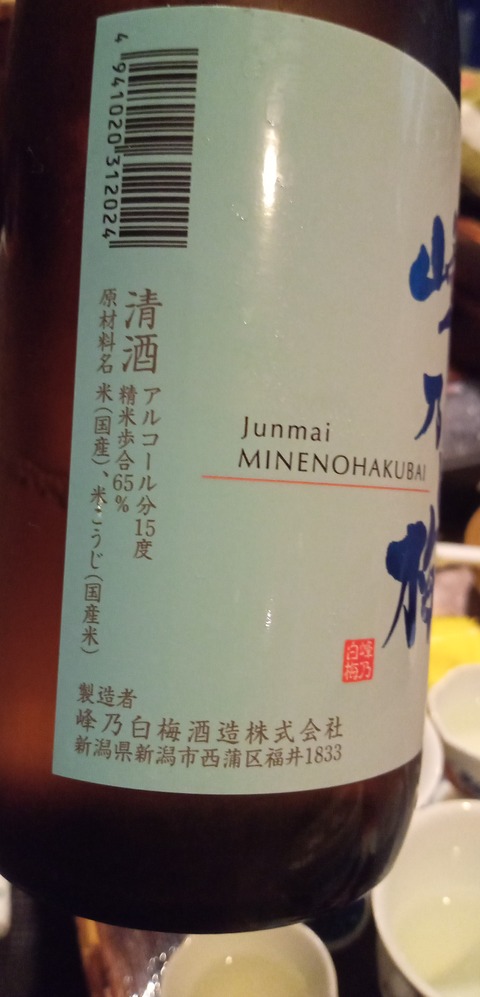 4 941020 312024
清酒
アルコール分15度
精米歩合65%
原材料名 米(国産)、米こうじ(国産米)
Junmai
MINENOHAKUBAI
峰乃
白梅
乃
梅
製造者
峰乃白梅酒造株式会社
新潟県新潟市西蒲区福井1833